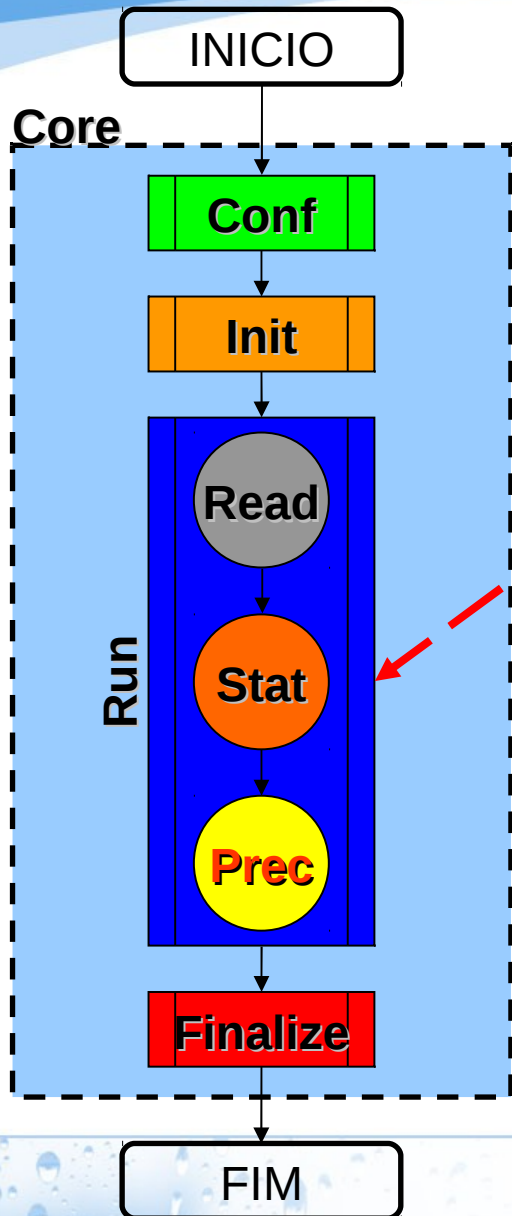 INICIO
Core
Conf
Init
Read
Run
Stat
Prec
Finalize
FIM